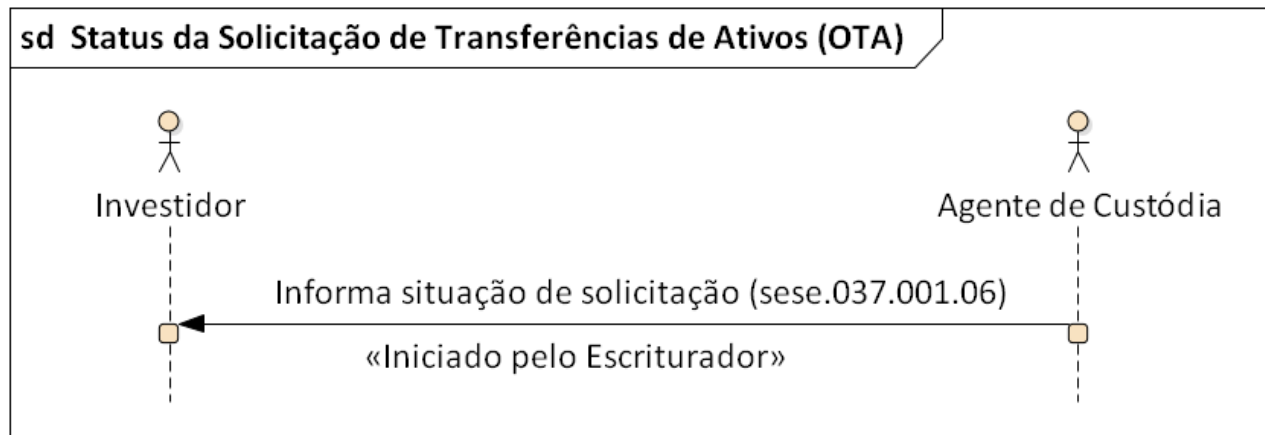 sd Status da Solicitação de Transferências de Ativos (OTA)
Investidor
Agente de Custódia
Informa situação de solicitação (sese.037.001.06)
«Iniciado pelo Escriturador»